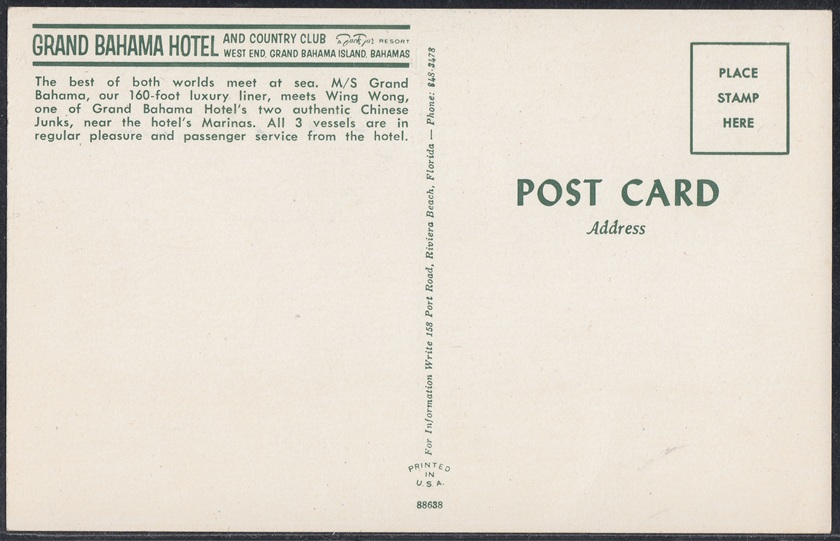 GRAND BAHAMA HOTEL AND COUNTRY CLUB A Jack Tar RESORT
WEST END, GRAND BAHAMA ISLAND, BAHAMAS
The best of both worlds meet at sea. M/S Grand
Bahama, our 160-foot luxury liner, meets Wing Wong,
one of Grand Bahama Hotel's two authentic Chinese
Junks, near the hotel's Marinas. All 3 vessels are in
regular pleasure and passenger service from the hotel.
For Information Write 158 Port Road, Riviera Beach, Florida — Phone: 848-3478
PRINTED
IN
U.S.A.
88638
PLACE
STAMP
HERE
POST CARD
Address